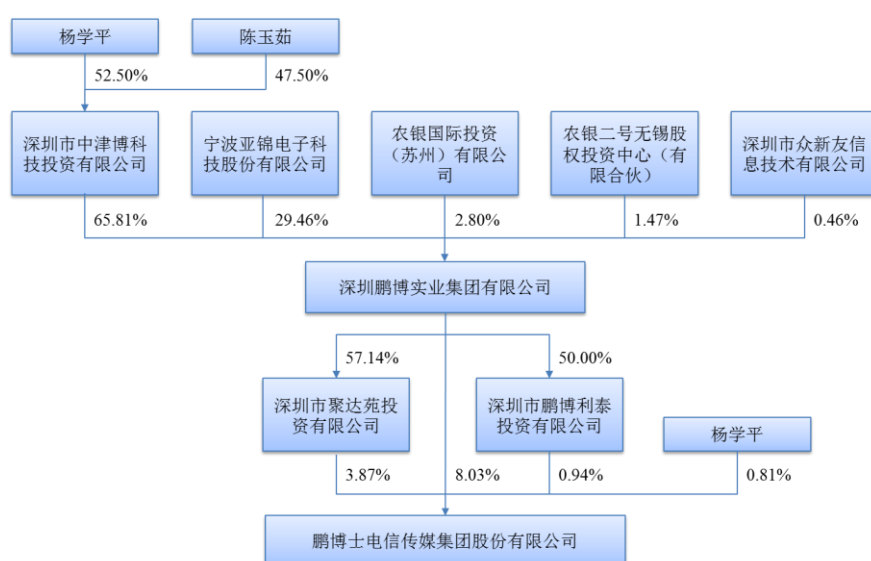 杨学平
陈玉茹
52.50%
47.50%
深圳市中津博科
技投资有限公司
宁波亚锦电子科
技股份有限公司
农银国际投资
（苏州）有限公
司
农银二号无锡股
权投资中心（有
限合伙）
深圳市众新友信
息技术有限公司
65.81%
29.46%
2.80%
1.47%
0.46%
深圳鹏博实业集团有限公司
57.14%
50.00%
深圳市聚达苑投
资有限公司
深圳市鹏博利泰
投资有限公司
杨学平
3.87%
8.03%
0.94%
0.81%
鹏博士电信传媒集团股份有限公司